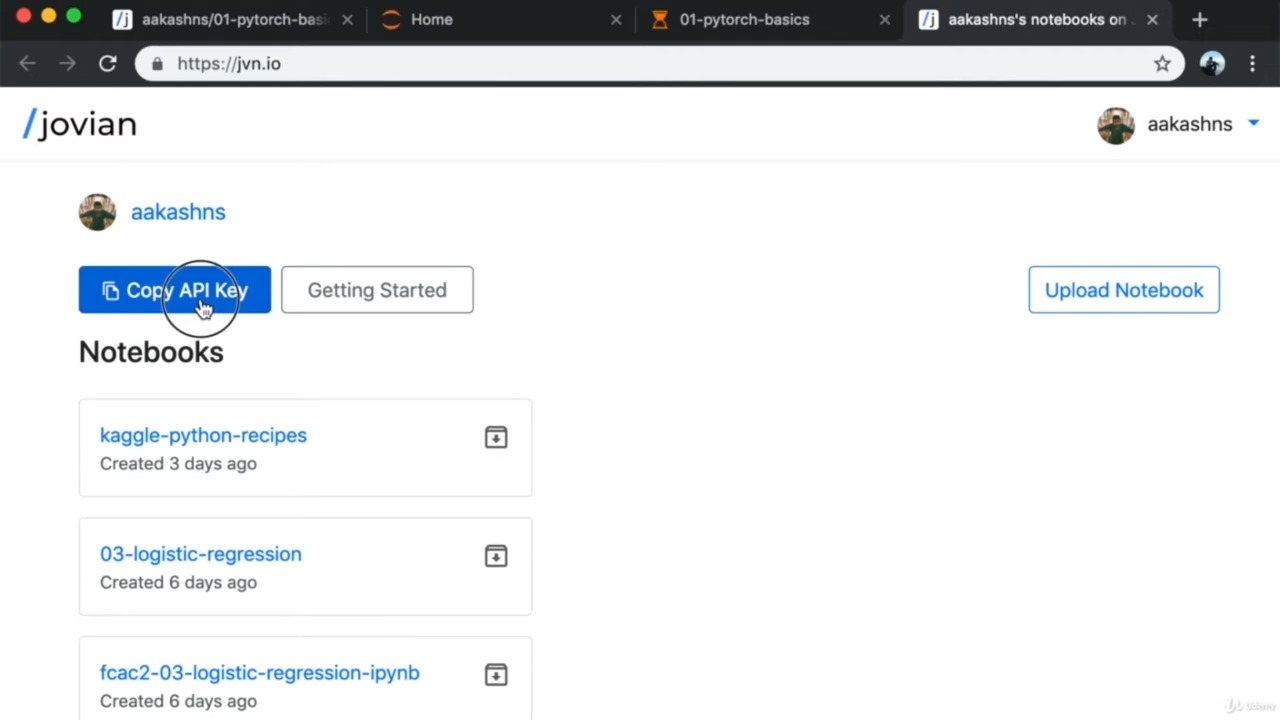 aakashns/01-pytorch-basi
Home
01-pytorch-basics
aakashns's notebooks on
https://jvn.io
/jovian
aakashns
aakashns
Copy API Key
Getting Started
Upload Notebook
Notebooks
kaggle-python-recipes
Created 3 days ago
03-logistic-regression
Created 6 days ago
fcac2-03-logistic-regression-ipynb
Created 6 days ago
Udemy